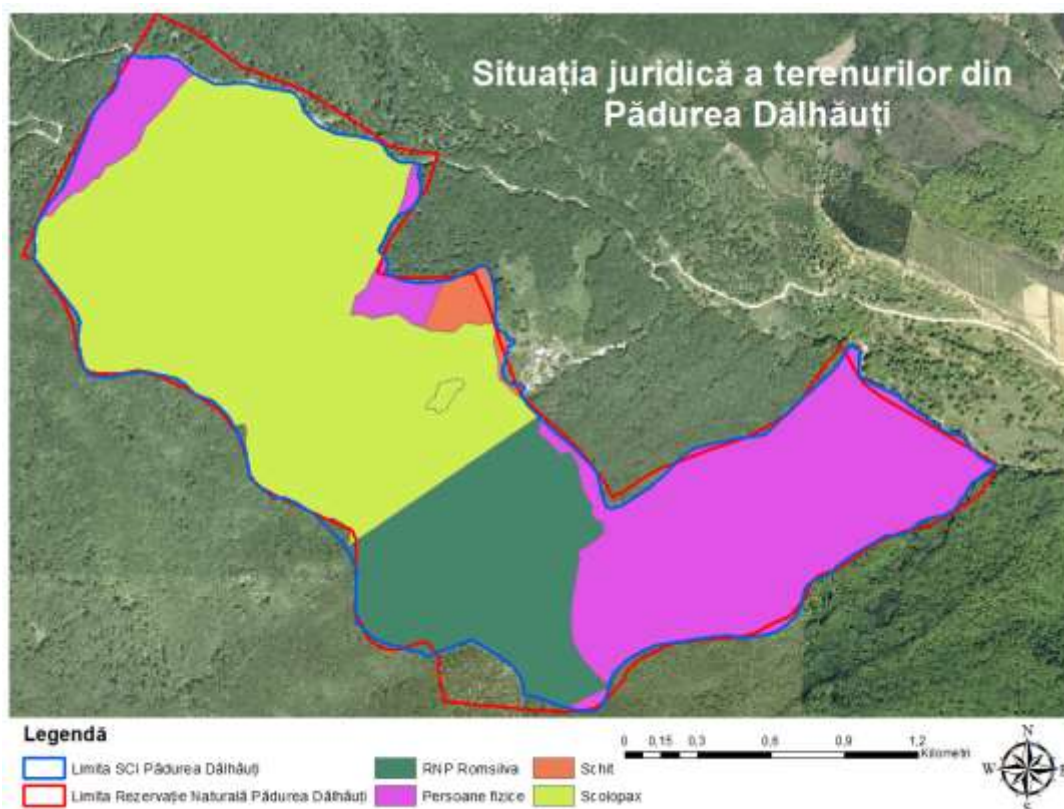 Situația juridică a terenurilor din
Pădurea Dălhăuți
Legendă
Limita SCI Pădurea Dălhăuți
Limita Rezervație Naturală Pădurea Dălhăuți
RNP Romsilva
Persoane fizice
Schit
Scolopax
0 0,15 0,3 0,6 0,9 1,2
Kilometri
N
W E
S